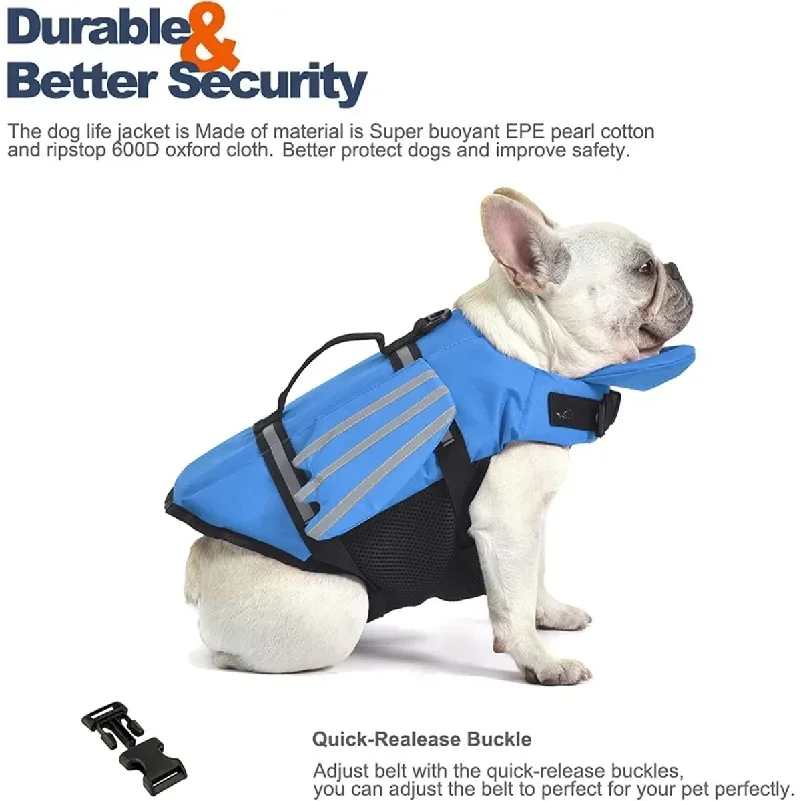 Durable&
Better Security
The dog life jacket is Made of material is Super buoyant EPE pearl cotton
and ripstop 600D oxford cloth. Better protect dogs and improve safety.
Quick-Realease Buckle
Adjust belt with the quick-release buckles,
you can adjust the belt to perfect for your pet perfectly.